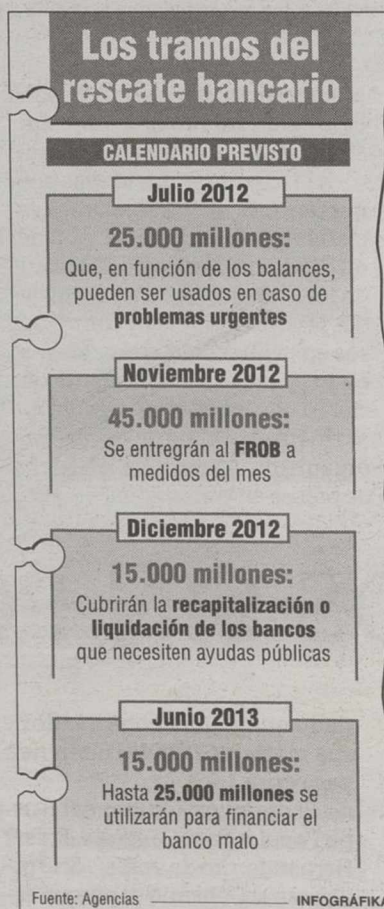 Los tramos del
rescate bancario
CALENDARIO PREVISTO
Julio 2012
25.000 millones:
Que, en función de los balances,
pueden ser usados en caso de
problemas urgentes
Noviembre 2012
45.000 millones:
Se entregrán al FROB a
medidos del mes
Diciembre 2012
15.000 millones:
Cubrirán la recapitalización o
liquidación de los bancos
que necesiten ayudas públicas
Junio 2013
15.000 millones:
Hasta 25.000 millones se
utilizarán para financiar el
banco malo
Fuente: Agencias INFOGRÁFIKA